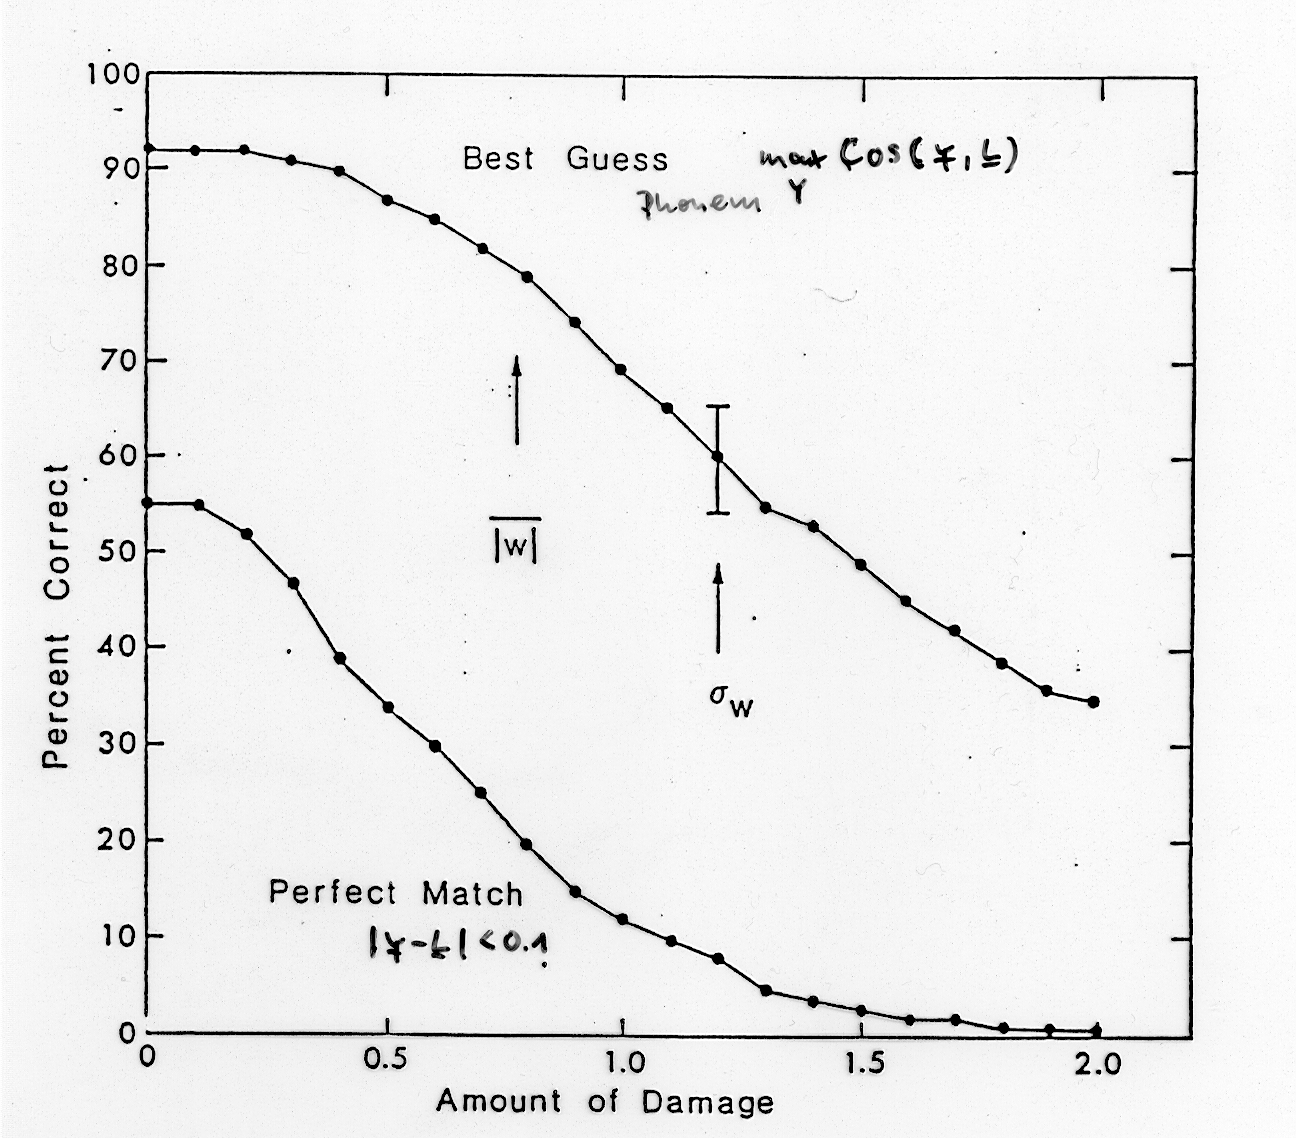 100
90
80
70
60
50
40
30
20
10
0
Percent Correct
Best Guess max Cos(y, t)
Phonem Y
|w|
σw
Perfect Match
|y-t| < 0.1
0 0.5 1.0 1.5 2.0
Amount of Damage